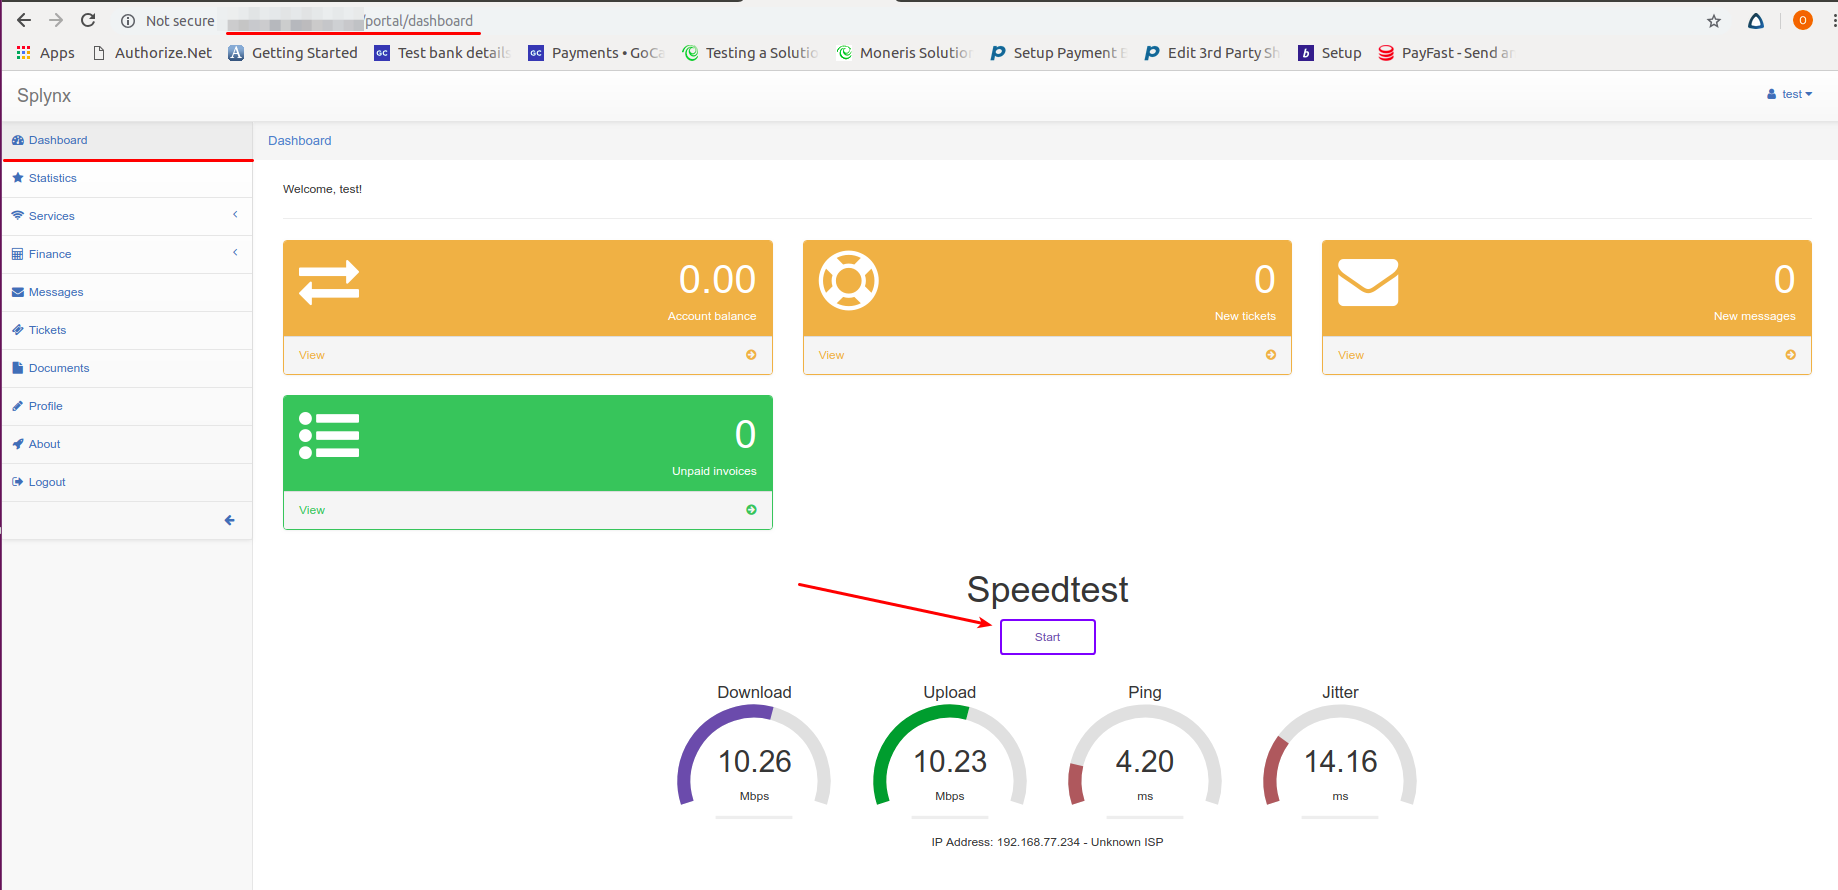 Not secure /portal/dashboard
Apps Authorize.Net Getting Started Test bank details Payments • GoCa Testing a Solutio Moneris Solution Setup Payment E Edit 3rd Party Sh Setup PayFast - Send an
Splynx
test
Dashboard
Statistics
Services
Finance
Messages
Tickets
Documents
Profile
About
Logout
Dashboard
Welcome, test!
0.00
Account balance
View
0
New tickets
View
0
New messages
View
0
Unpaid invoices
View
Speedtest
Start
Download
10.26
Mbps
Upload
10.23
Mbps
Ping
4.20
ms
Jitter
14.16
ms
IP Address: 192.168.77.234 - Unknown ISP